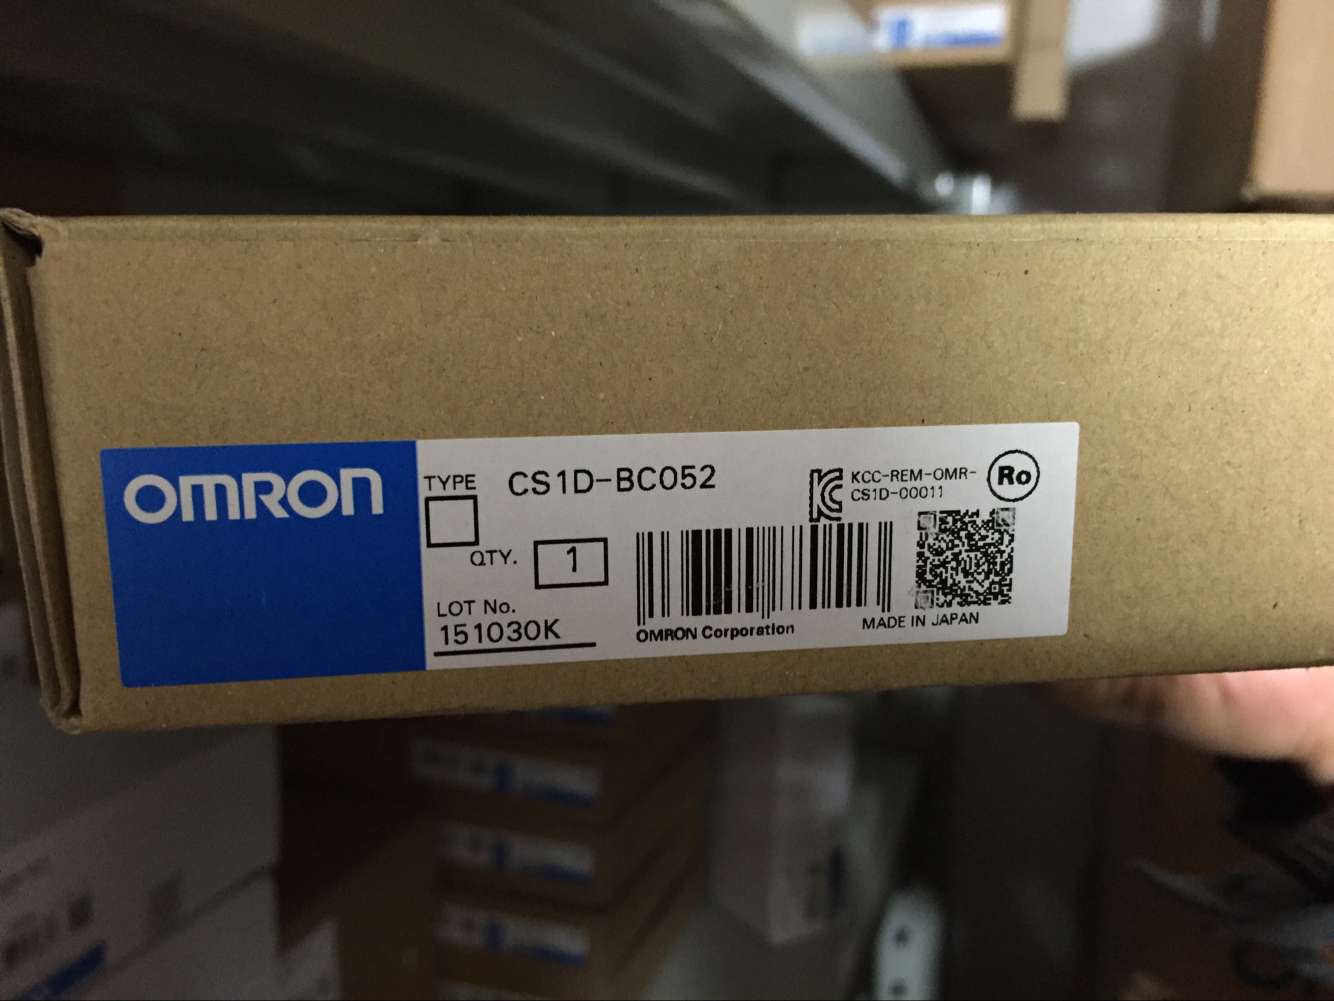 OMRON
TYPE CS1D-BC052
KCC-REM-OMR-
CS1D-00011
Ro
QTY. 1
LOT No.
151030K
OMRON Corporation
MADE IN JAPAN